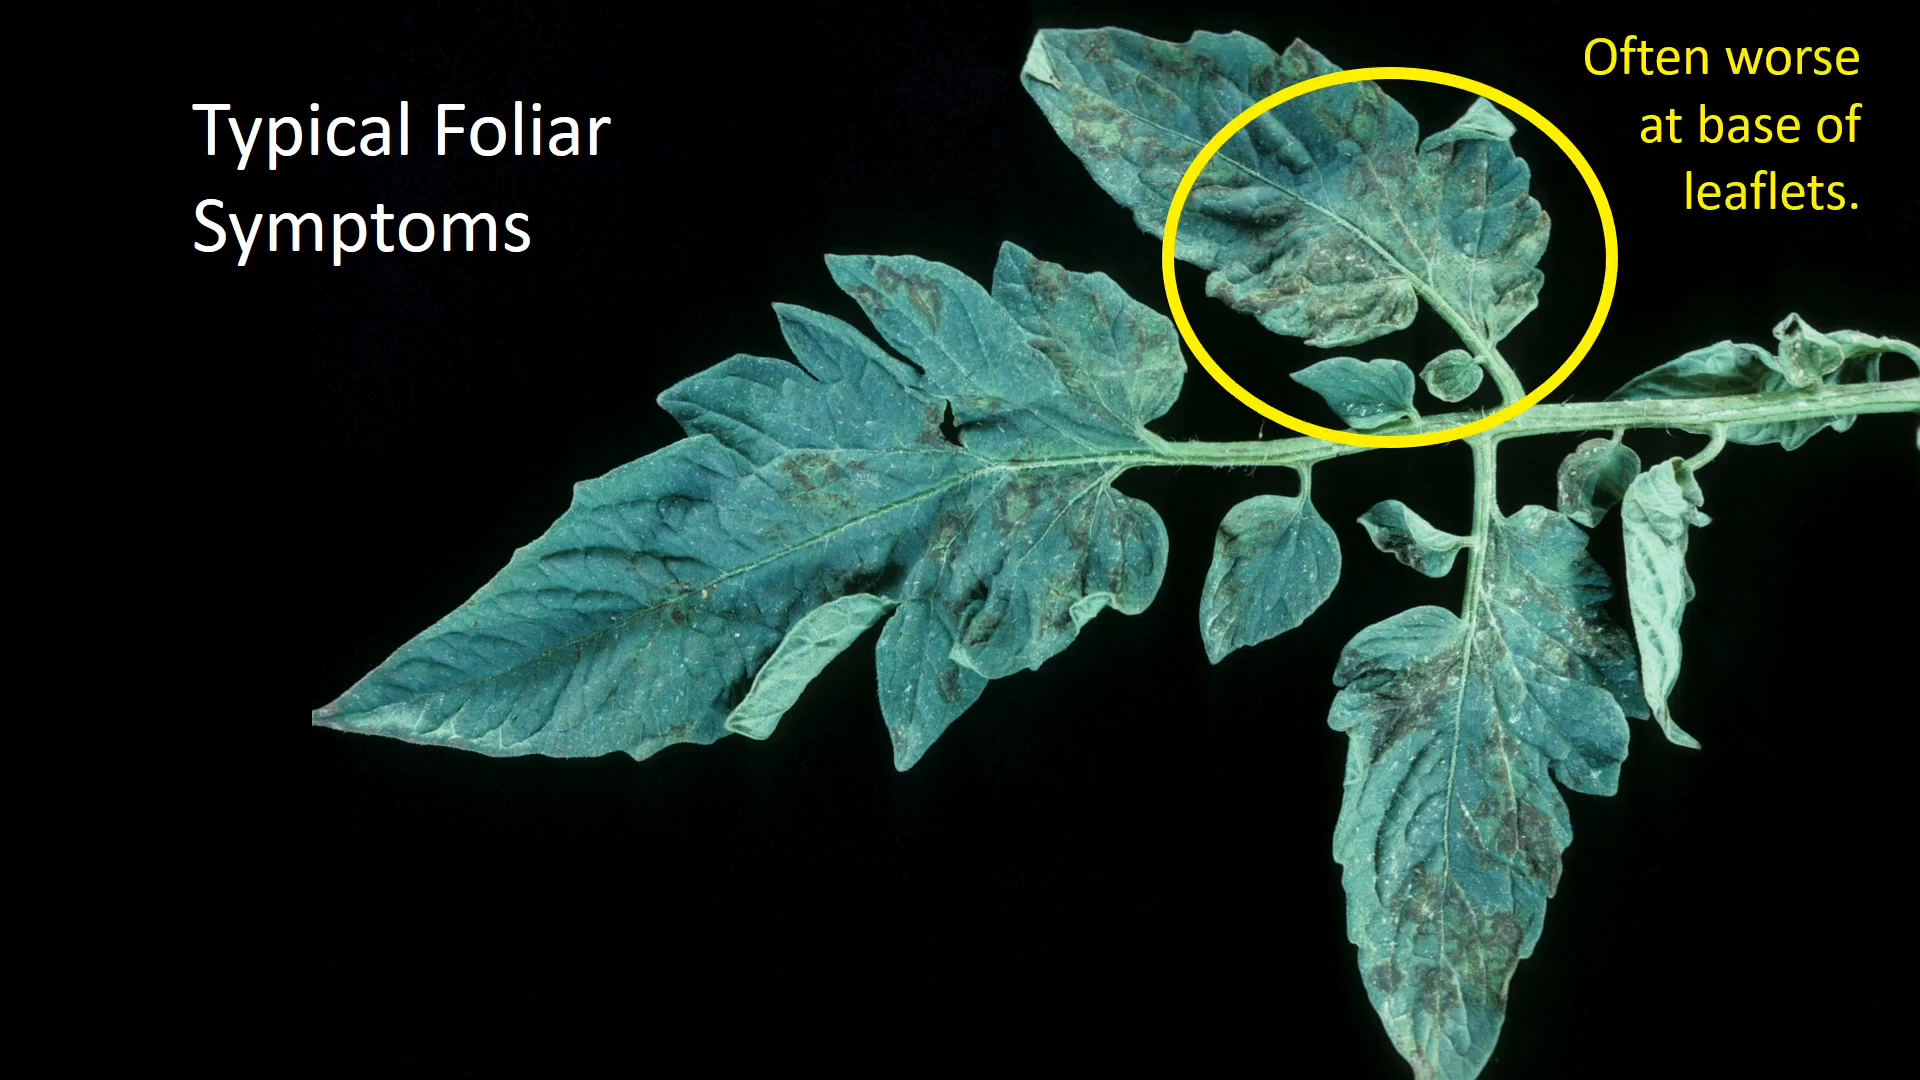 Typical Foliar
Symptoms
Often worse
at base of
leaflets.